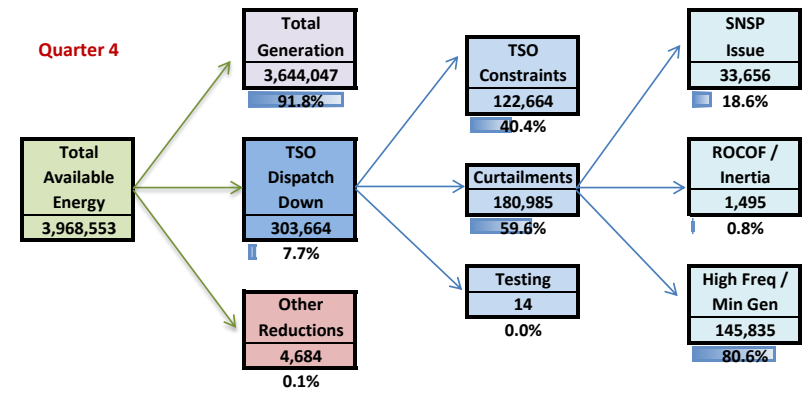 Quarter 4
Total
Available
Energy
3,968,553
Total
Generation
3,644,047
91.8%
TSO
Dispatch
Down
303,664
7.7%
Other
Reductions
4,684
0.1%
TSO
Constraints
122,664
40.4%
Curtailments
180,985
59.6%
Testing
14
0.0%
SNSP
Issue
33,656
18.6%
ROCOF /
Inertia
1,495
0.8%
High Freq /
Min Gen
145,835
80.6%